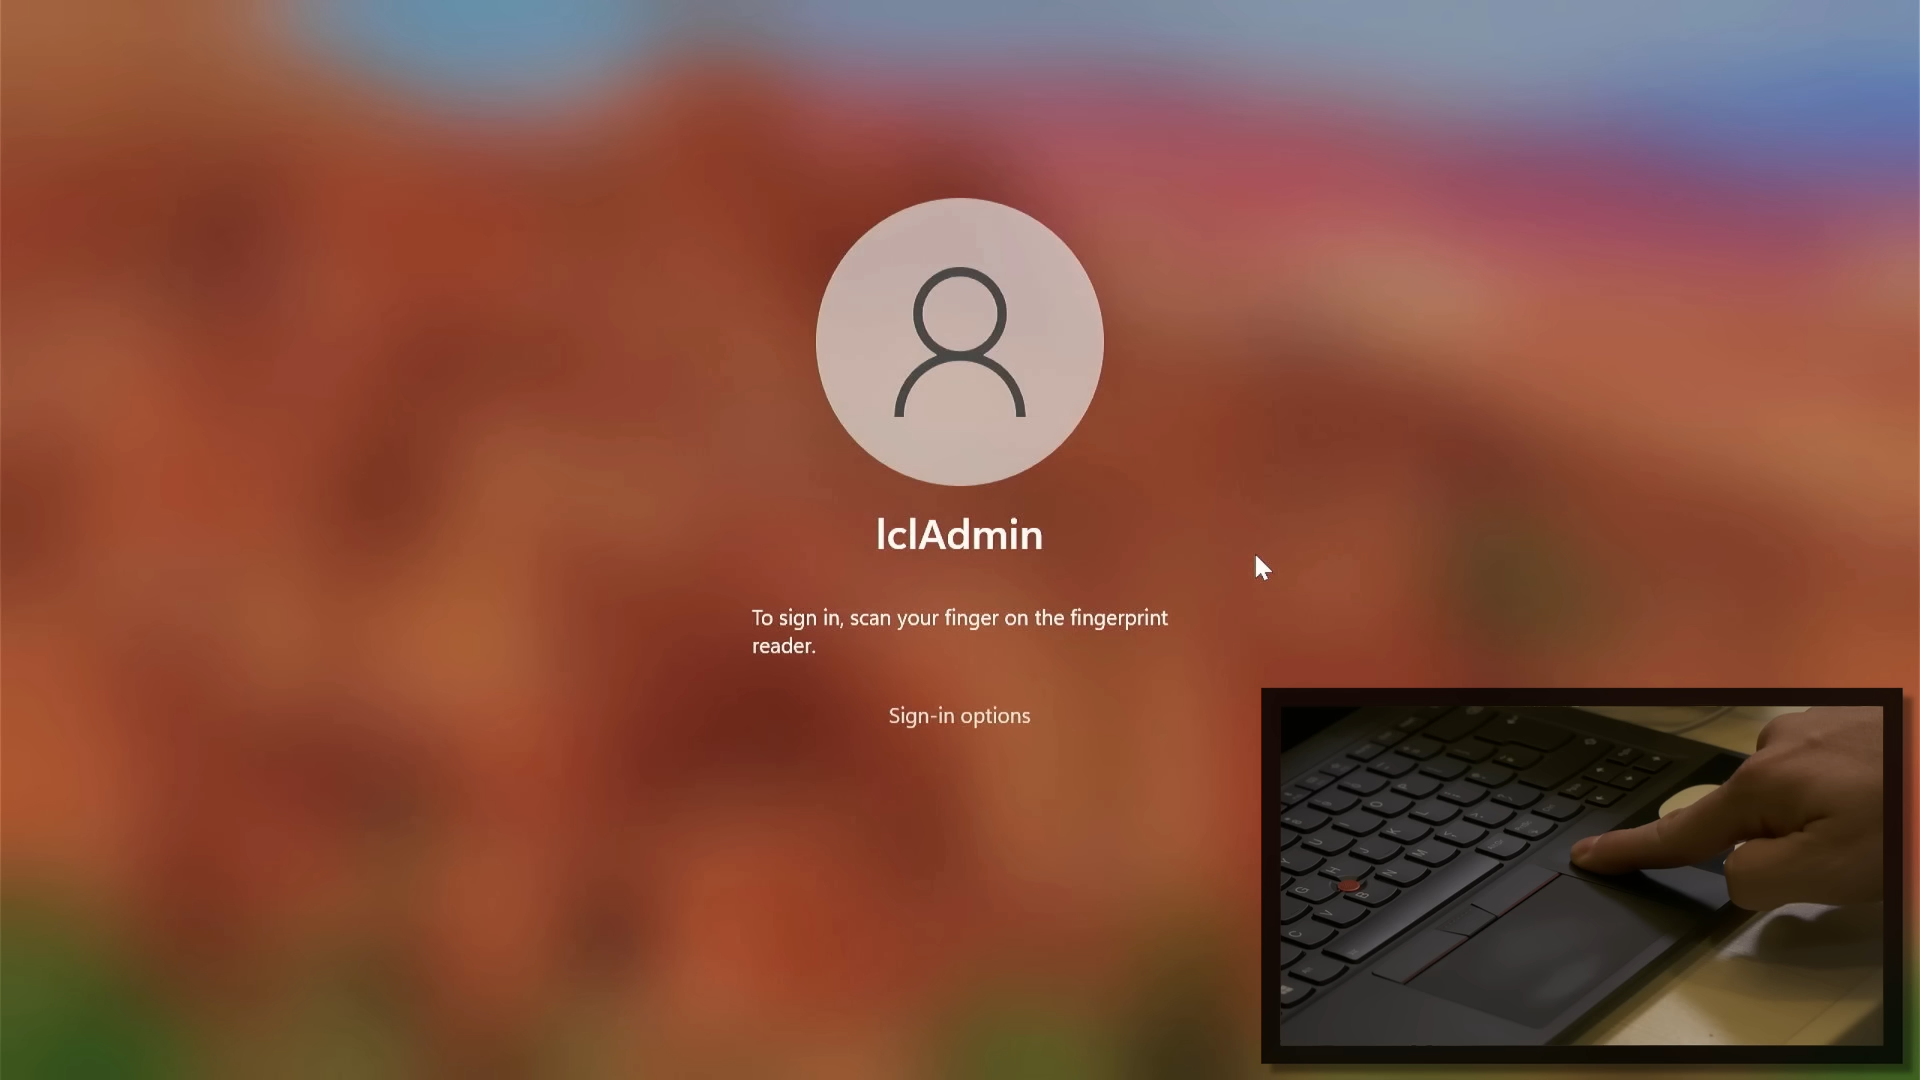 lclAdmin
To sign in, scan your finger on the fingerprint
reader.
Sign-in options